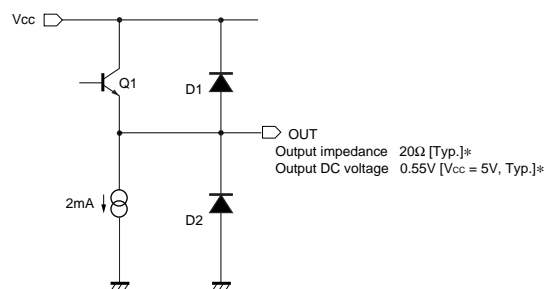 Vcc
Q1
D1
OUT
Output impedance 20Ω [Typ.]*
Output DC voltage 0.55V [Vcc = 5V, Typ.]*
2mA
D2